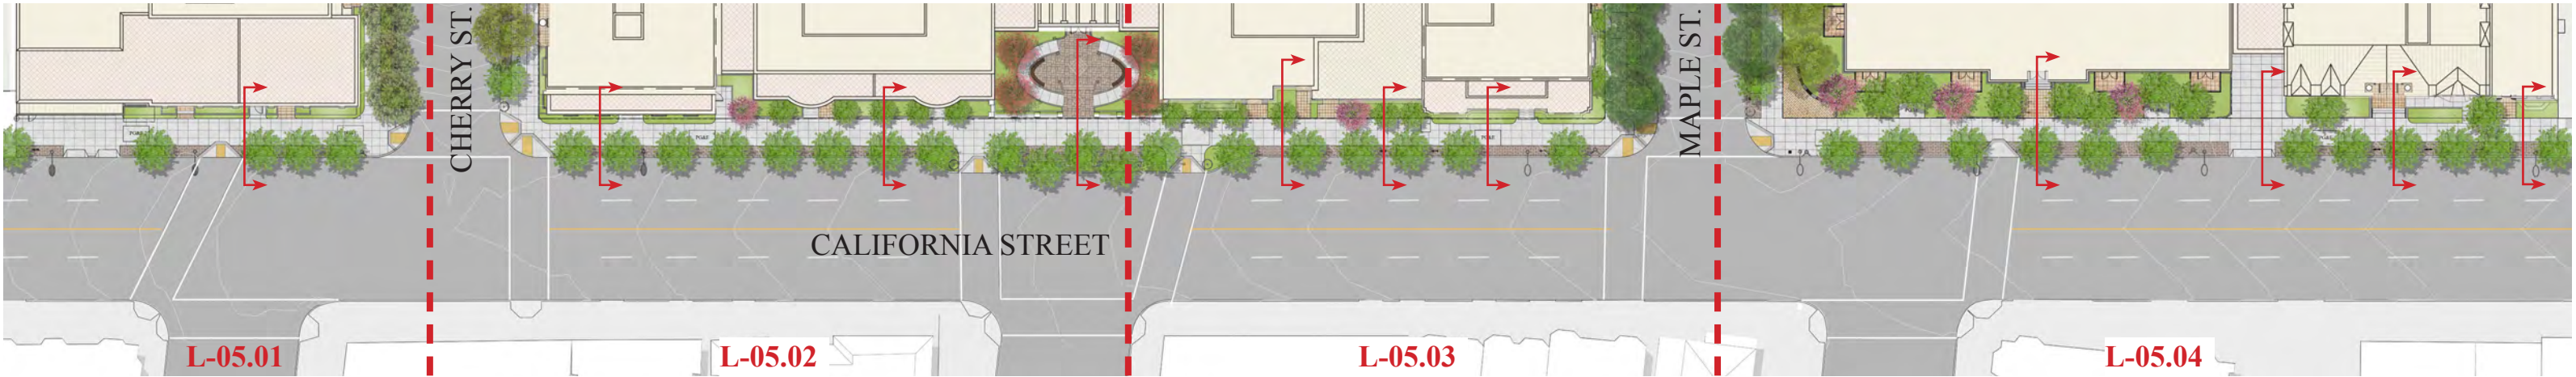 CHERRY ST.
MAPLE ST.
CALIFORNIA STREET
L-05.01
L-05.02
L-05.03
L-05.04